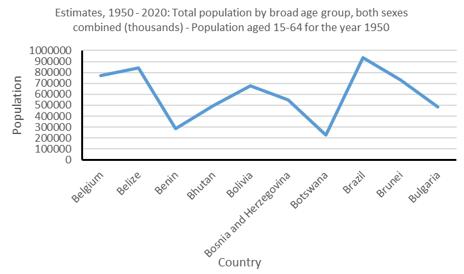 Estimates, 1950 - 2020: Total population by broad age group, both sexes
combined (thousands) - Population aged 15-64 for the year 1950
Population
1000000
900000
800000
700000
600000
500000
400000
300000
200000
100000
0
Belgium
Belize
Benin
Bhutan
Bolivia
Bosnia and Herzegovina
Botswana
Brazil
Brunei
Bulgaria
Country